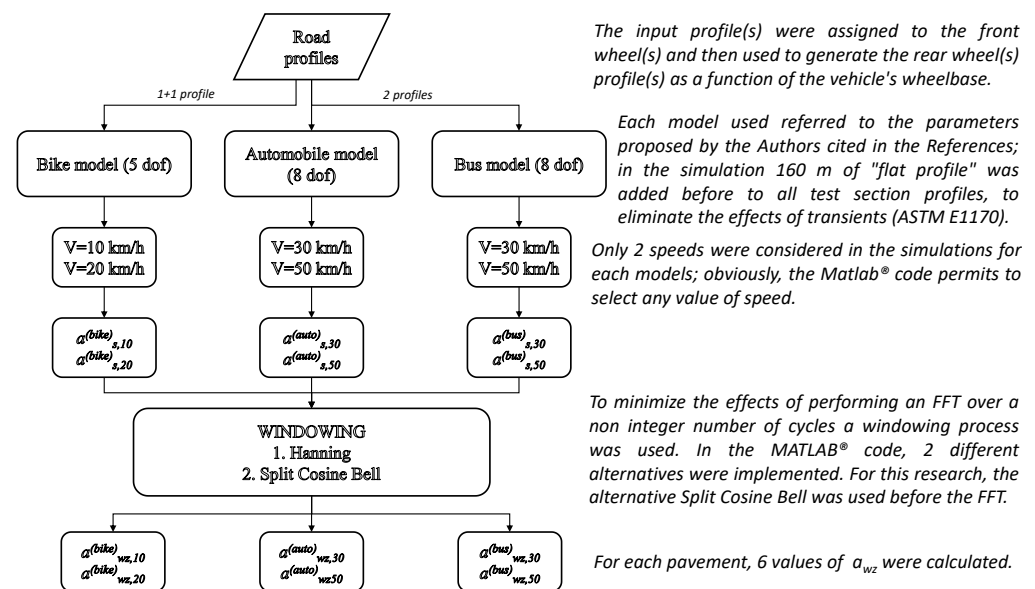 Road
profiles
1+1 profile
2 profiles
Bike model (5 dof)
Automobile model
(8 dof)
Bus model (8 dof)
V=10 km/h
V=20 km/h
V=30 km/h
V=50 km/h
V=30 km/h
V=50 km/h
a(bike)s,10
a(bike)s,20
a(auto)s,30
a(auto)s,50
a(bus)s,30
a(bus)s,50
WINDOWING
1. Hanning
2. Split Cosine Bell
a(bike)wz,10
a(bike)wz,20
a(auto)wz,30
a(auto)wz50
a(bus)wz,30
a(bus)wz,50
The input profile(s) were assigned to the front
wheel(s) and then used to generate the rear wheel(s)
profile(s) as a function of the vehicle's wheelbase.
Each model used referred to the parameters
proposed by the Authors cited in the References;
in the simulation 160 m of "flat profile" was
added before to all test section profiles, to
eliminate the effects of transients (ASTM E1170).
Only 2 speeds were considered in the simulations for
each models; obviously, the Matlab® code permits to
select any value of speed.
To minimize the effects of performing an FFT over a
non integer number of cycles a windowing process
was used. In the MATLAB® code, 2 different
alternatives were implemented. For this research, the
alternative Split Cosine Bell was used before the FFT.
For each pavement, 6 values of awz were calculated.